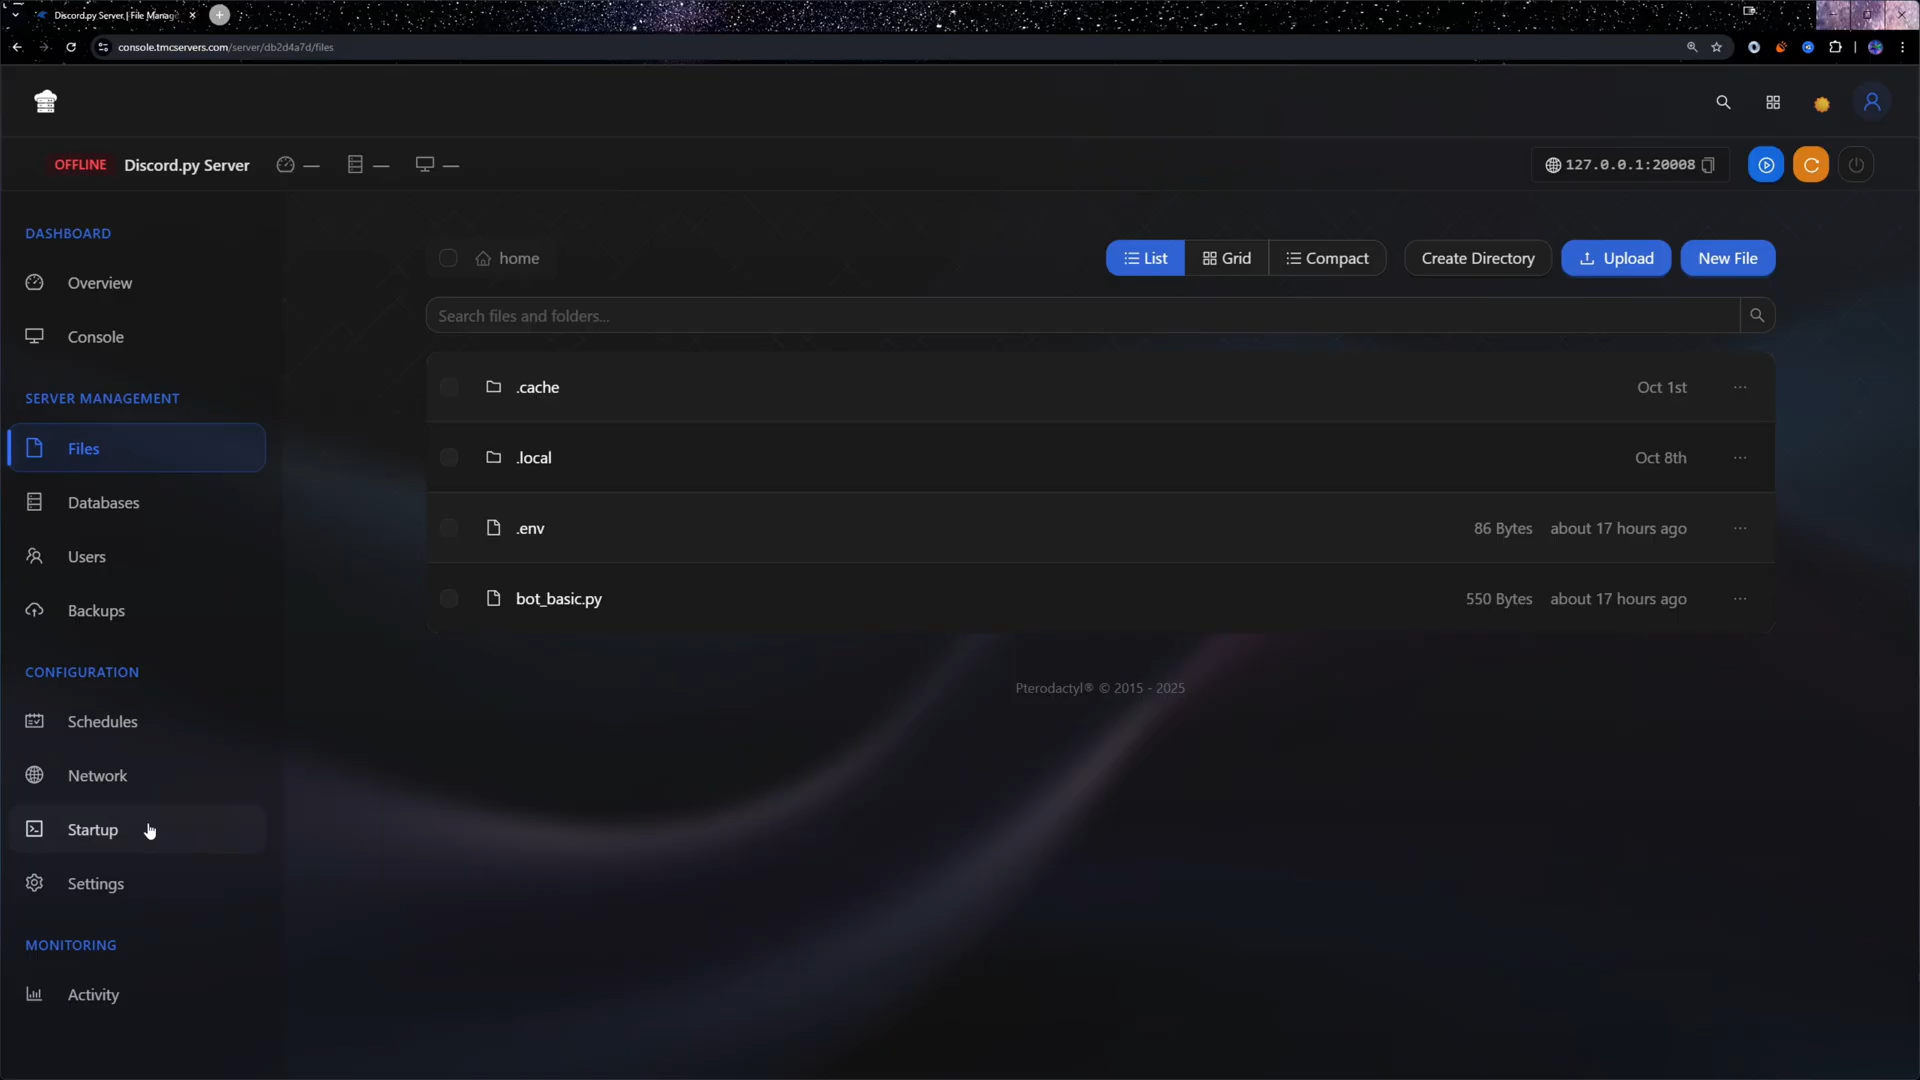 Discord.py Server | File Manag
console.tmcservers.com/server/db2d4a7d/files
OFFLINE Discord.py Server — — — 127.0.0.1:20008
DASHBOARD
Overview
Console
SERVER MANAGEMENT
Files
Databases
Users
Backups
CONFIGURATION
Schedules
Network
Startup
Settings
MONITORING
Activity
home List Grid Compact Create Directory Upload New File
Search files and folders...
.cache Oct 1st ...
.local Oct 8th ...
.env 86 Bytes about 17 hours ago ...
bot_basic.py 550 Bytes about 17 hours ago ...
Pterodactyl® © 2015 - 2025